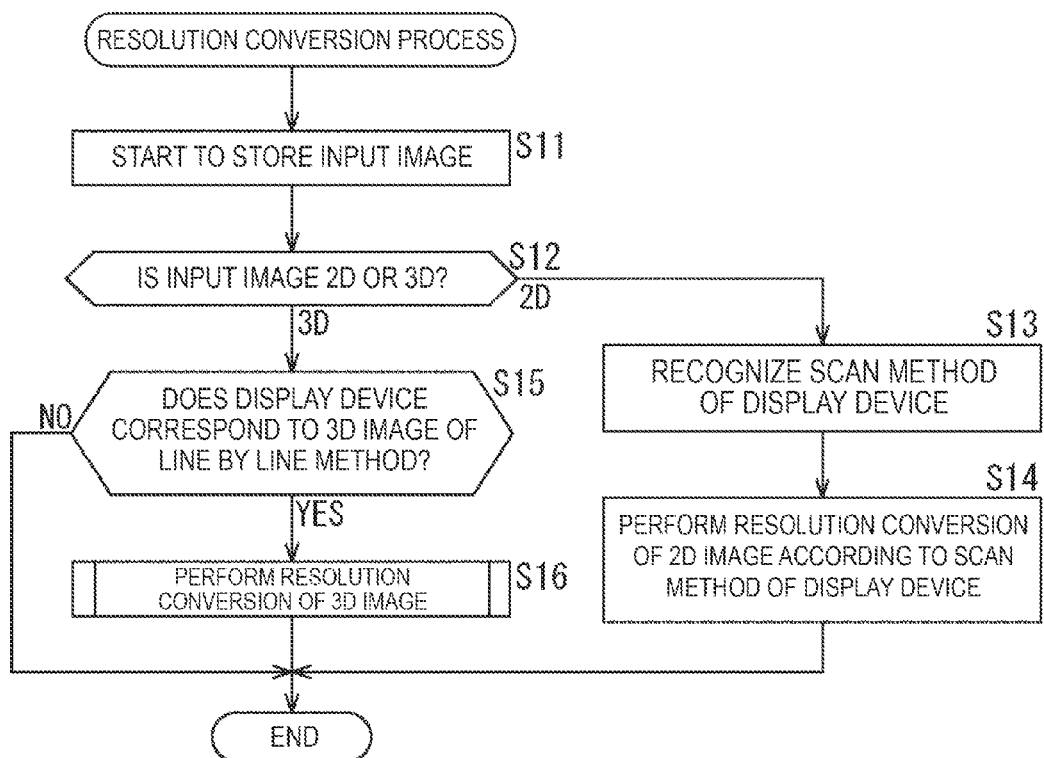 RESOLUTION CONVERSION PROCESS
START TO STORE INPUT IMAGE
S11
IS INPUT IMAGE 2D OR 3D?
S12
2D
3D
S13
RECOGNIZE SCAN METHOD
OF DISPLAY DEVICE
S15
DOES DISPLAY DEVICE
CORRESPOND TO 3D IMAGE OF
LINE BY LINE METHOD?
NO
YES
S14
PERFORM RESOLUTION CONVERSION
OF 2D IMAGE ACCORDING TO SCAN
METHOD OF DISPLAY DEVICE
PERFORM RESOLUTION
CONVERSION OF 3D IMAGE
S16
END